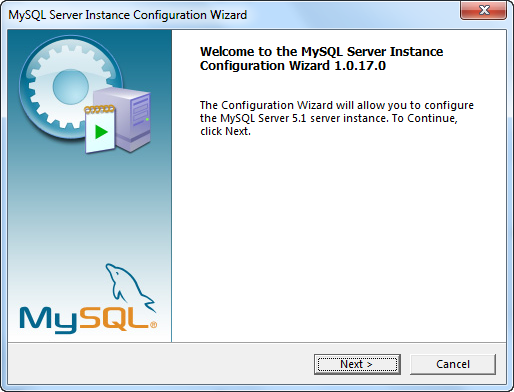 MySQL Server Instance Configuration Wizard
Welcome to the MySQL Server Instance
Configuration Wizard 1.0.17.0
The Configuration Wizard will allow you to configure
the MySQL Server 5.1 server instance. To Continue,
click Next.
MySQL®
Next >
Cancel